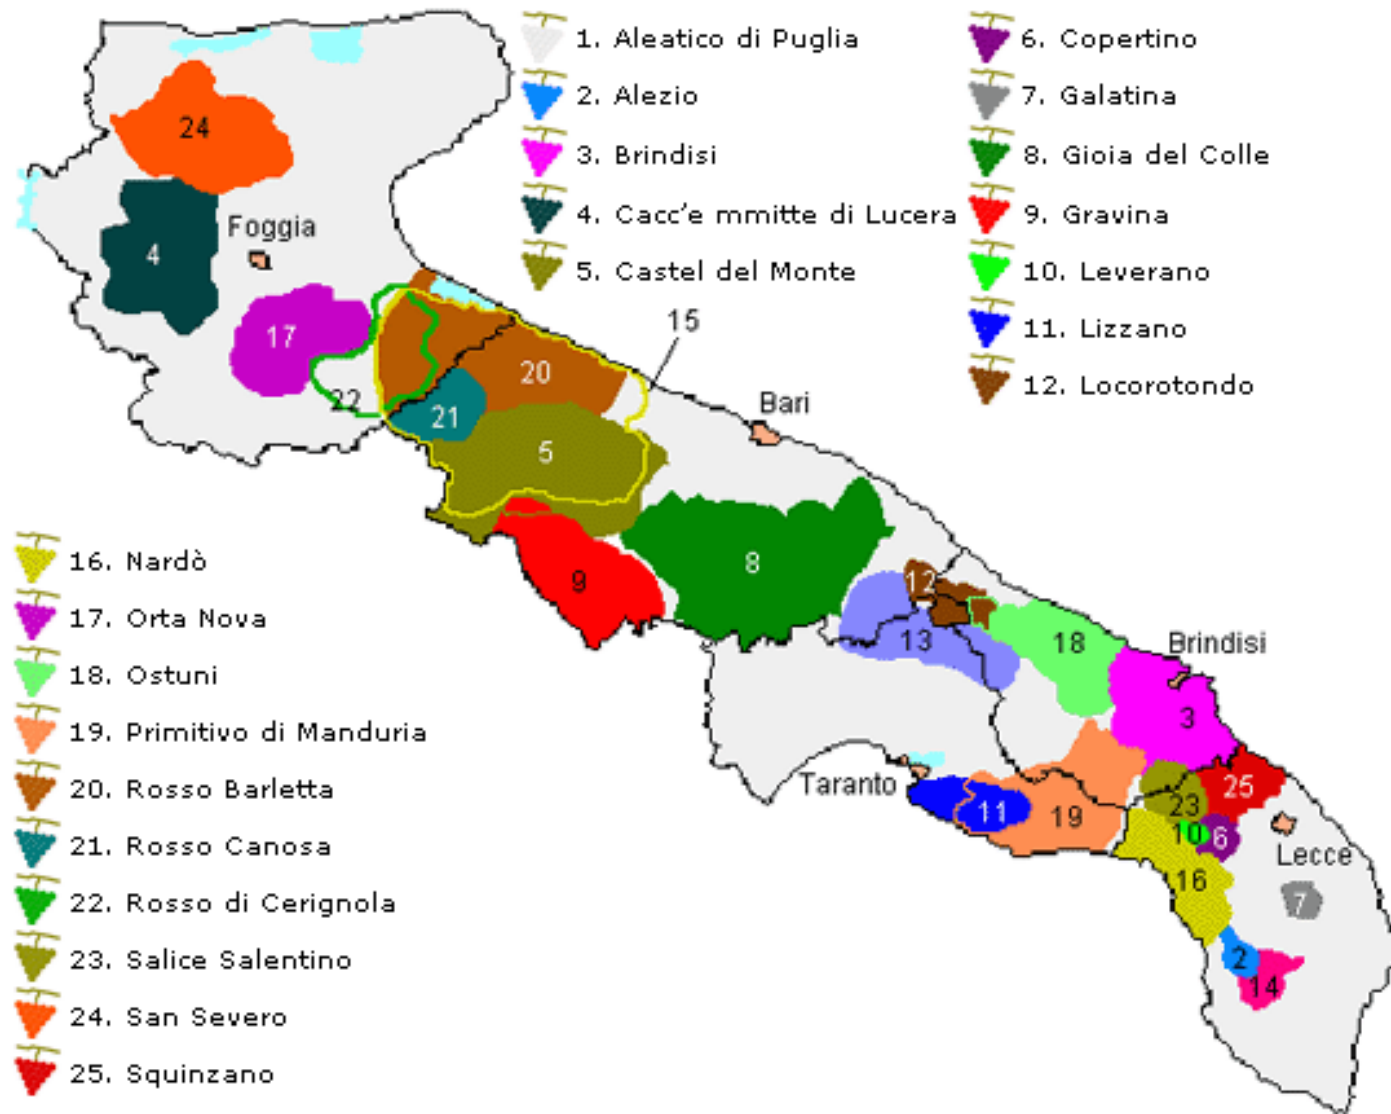 1. Aleatico di Puglia
2. Alezio
3. Brindisi
4. Cacc'e mmitte di Lucera
5. Castel del Monte
6. Copertino
7. Galatina
8. Gioia del Colle
9. Gravina
10. Leverano
11. Lizzano
12. Locorotondo
24
Foggia
4
17
22
15
20
21
5
Bari
9
8
12
13
18
Brindisi
3
Taranto
11
19
23
25
10
6
Lecce
16
7
2
14
16. Nardò
17. Orta Nova
18. Ostuni
19. Primitivo di Manduria
20. Rosso Barletta
21. Rosso Canosa
22. Rosso di Cerignola
23. Salice Salentino
24. San Severo
25. Squinzano